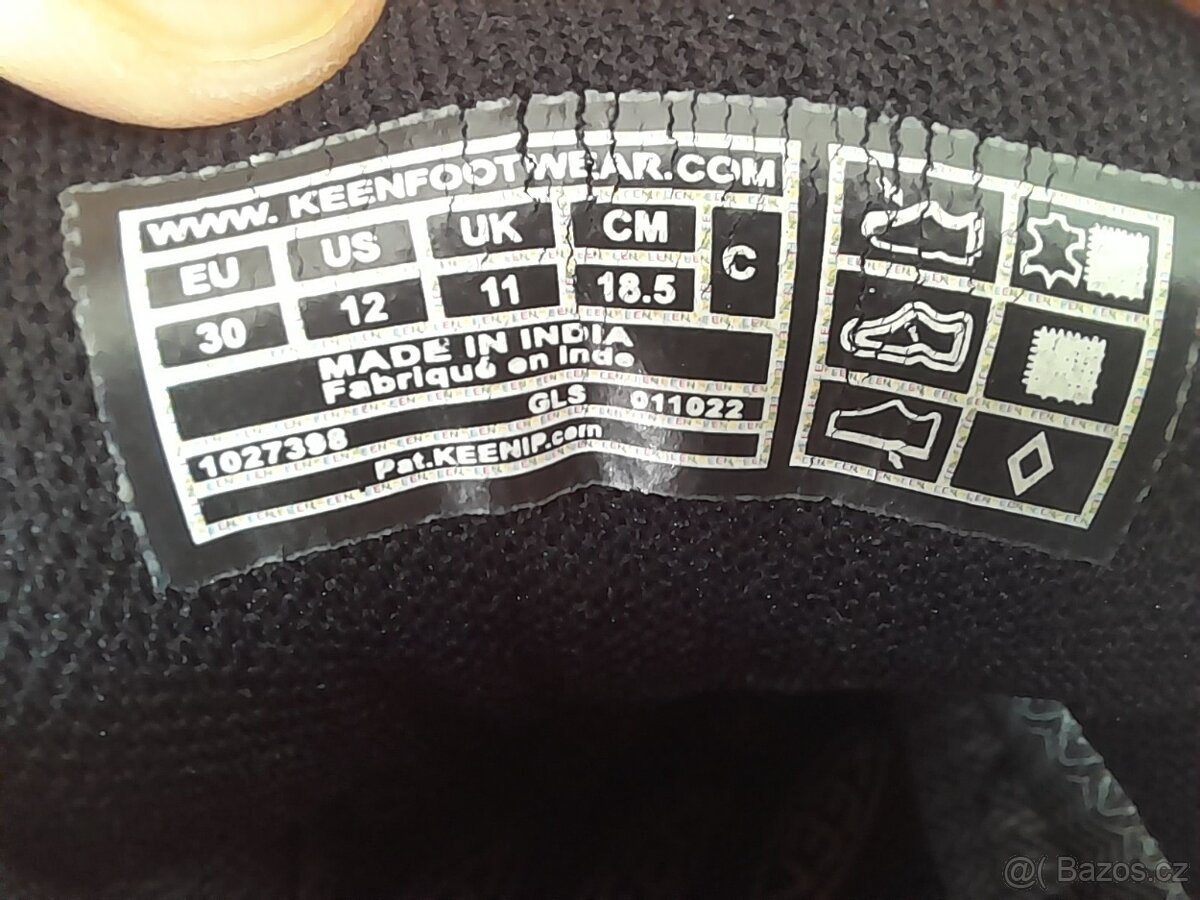 WWW.KEENFOOTWEAR.COM
EU US UK CM C
30 12 11 18.5
MADE IN INDIA
Fabriqué en Inde
GLS 011022
1027398
Pat.KEENIP.com
@( Bazos.cz